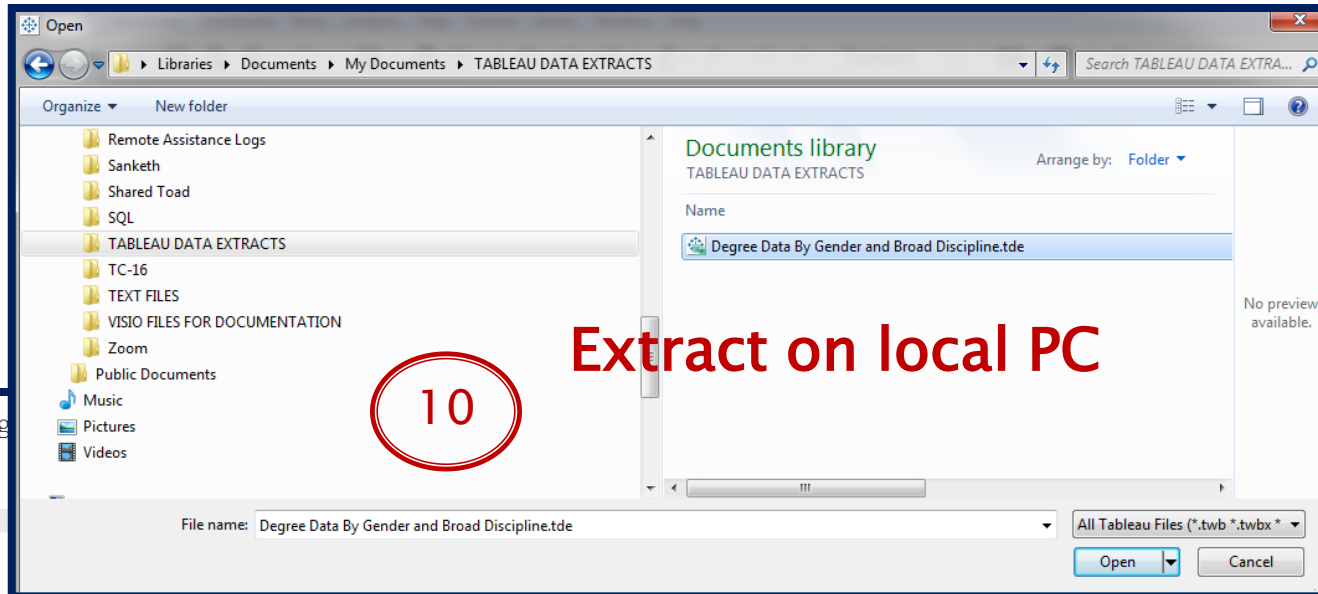 Open
Libraries ▸ Documents ▸ My Documents ▸ TABLEAU DATA EXTRACTS
Search TABLEAU DATA EXTRA...
Organize ▾ New folder
Remote Assistance Logs
Sanketh
Shared Toad
SQL
TABLEAU DATA EXTRACTS
TC-16
TEXT FILES
VISIO FILES FOR DOCUMENTATION
Zoom
Public Documents
Music
Pictures
Videos
Documents library
TABLEAU DATA EXTRACTS
Arrange by: Folder ▾
Name
Degree Data By Gender and Broad Discipline.tde
No preview
available.
Extract on local PC
10
g
File name: Degree Data By Gender and Broad Discipline.tde
All Tableau Files (*.twb *.twbx *
Open
Cancel